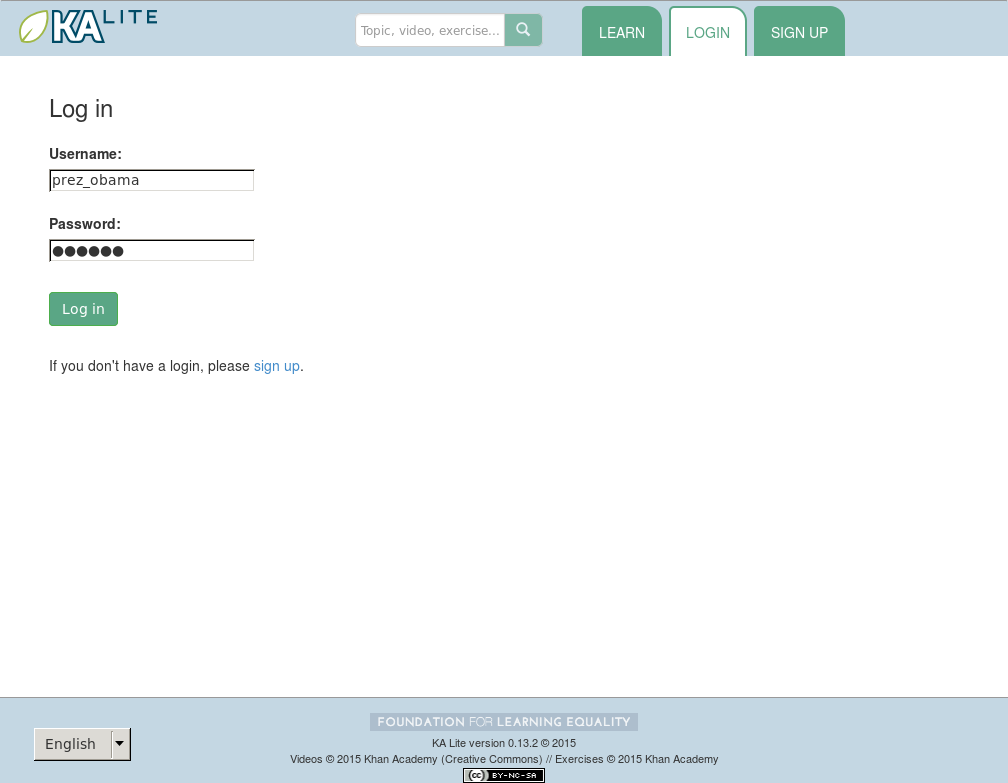 KA LITE
Topic, video, exercise...
LEARN
LOGIN
SIGN UP
Log in
Username:
prez_obama
Password:
●●●●●●
Log in
If you don't have a login, please sign up.
English
FOUNDATION FOR LEARNING EQUALITY
KA Lite version 0.13.2 © 2015
Videos © 2015 Khan Academy (Creative Commons) // Exercises © 2015 Khan Academy
cc BY-NC-SA